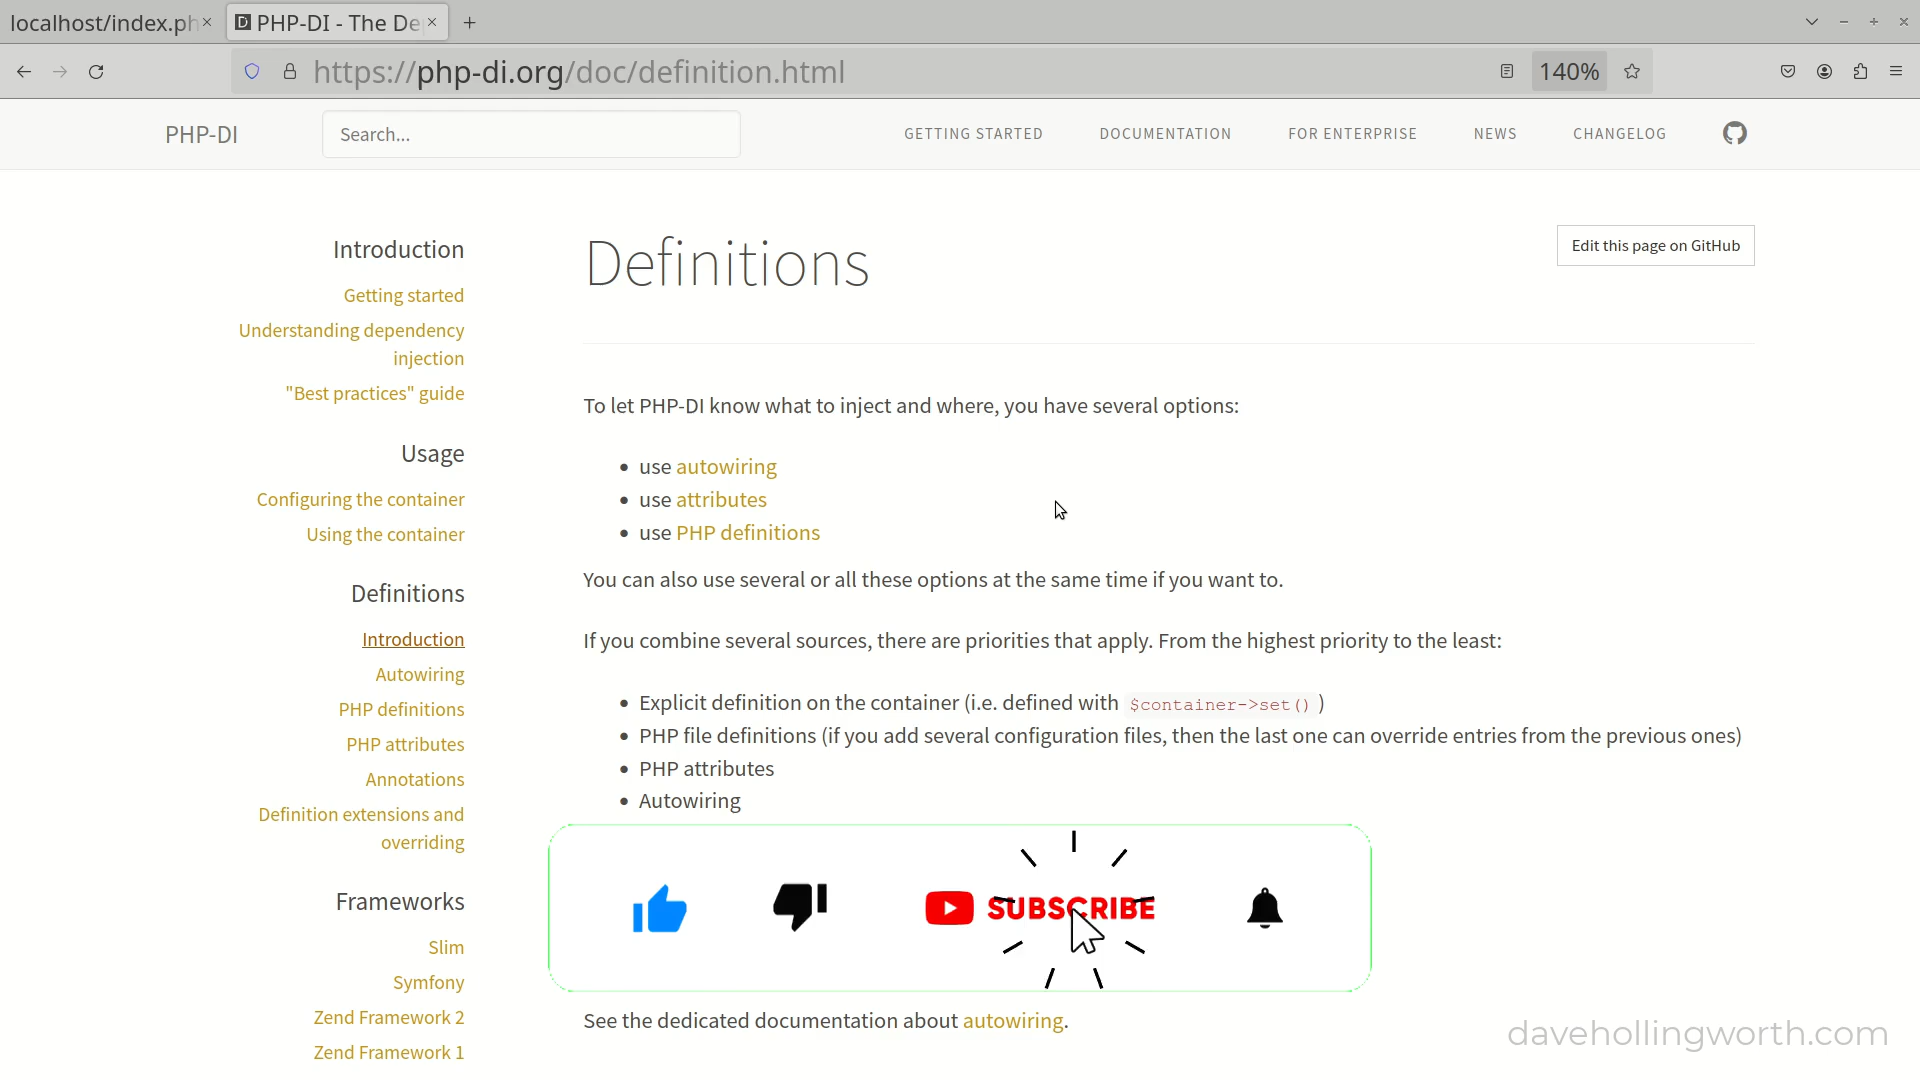 localhost/index.ph
PHP-DI - The De
https://php-di.org/doc/definition.html
140%
PHP-DI
Search...
GETTING STARTED
DOCUMENTATION
FOR ENTERPRISE
NEWS
CHANGELOG
Introduction
Getting started
Understanding dependency
injection
"Best practices" guide
Usage
Configuring the container
Using the container
Definitions
Introduction
Autowiring
PHP definitions
PHP attributes
Annotations
Definition extensions and
overriding
Frameworks
Slim
Symfony
Zend Framework 2
Zend Framework 1
Definitions
Edit this page on GitHub
To let PHP-DI know what to inject and where, you have several options:
• use autowiring
• use attributes
• use PHP definitions
You can also use several or all these options at the same time if you want to.
If you combine several sources, there are priorities that apply. From the highest priority to the least:
• Explicit definition on the container (i.e. defined with $container->set() )
• PHP file definitions (if you add several configuration files, then the last one can override entries from the previous ones)
• PHP attributes
• Autowiring
SUBSCRIBE
See the dedicated documentation about autowiring.
davehollingworth.com